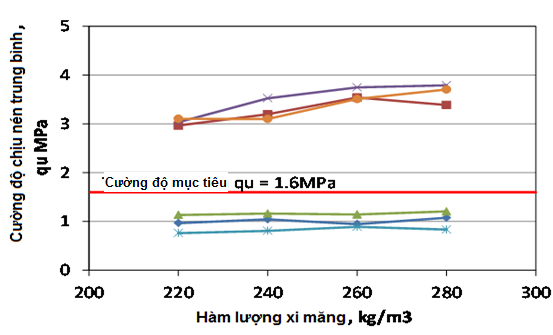 Cường độ chịu nén trung bình ,
qu MPa
5
4
3
2
1
0
Cường độ mục tiêu qu = 1.6MPa
200 220 240 260 280 300
Hàm lượng xi măng , kg/m3